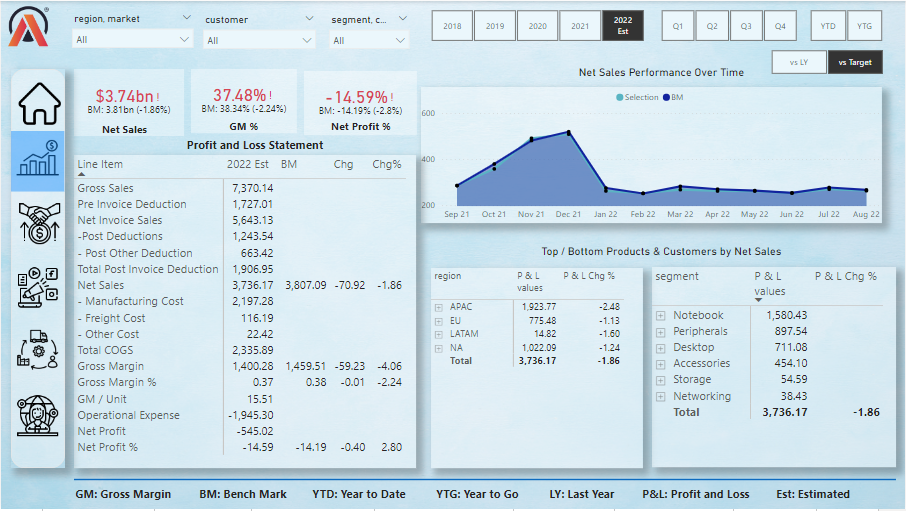 region, market
customer
segment, c...
All
All
All
2018
2019
2020
2021
2022 Est
Q1
Q2
Q3
Q4
YTD
YTG
vs LY
vs Target
$3.74bn!
BM: 3.81bn (-1.86%)
Net Sales
37.48%!
BM: 38.34% (-2.24%)
GM %
-14.59%!
BM: -14.19% (-2.8%)
Net Profit %
Net Sales Performance Over Time
Selection BM
600
400
200
Sep 21 Oct 21 Nov 21 Dec 21 Jan 22 Feb 22 Mar 22 Apr 22 May 22 Jun 22 Jul 22 Aug 22
Profit and Loss Statement
Line Item 2022 Est BM Chg Chg%
Gross Sales 7,370.14
Pre Invoice Deduction 1,727.01
Net Invoice Sales 5,643.13
-Post Deductions 1,243.54
- Post Other Deduction 663.42
Total Post Invoice Deduction 1,906.95
Net Sales 3,736.17 3,807.09 -70.92 -1.86
- Manufacturing Cost 2,197.28
- Freight Cost 116.19
- Other Cost 22.42
Total COGS 2,335.89
Gross Margin 1,400.28 1,459.51 -59.23 -4.06
Gross Margin % 0.37 0.38 -0.01 -2.24
GM / Unit 15.51
Operational Expense -1,945.30
Net Profit -545.02
Net Profit % -14.59 -14.19 -0.40 2.80
Top / Bottom Products & Customers by Net Sales
region P & L values P & L Chg %
APAC 1,923.77 -2.48
EU 775.48 -1.13
LATAM 14.82 -1.60
NA 1,022.09 -1.24
Total 3,736.17 -1.86
segment P & L values P & L Chg %
Notebook 1,580.43
Peripherals 897.54
Desktop 711.08
Accessories 454.10
Storage 54.59
Networking 38.43
Total 3,736.17 -1.86
GM: Gross Margin BM: Bench Mark YTD: Year to Date YTG: Year to Go LY: Last Year P&L: Profit and Loss Est: Estimated